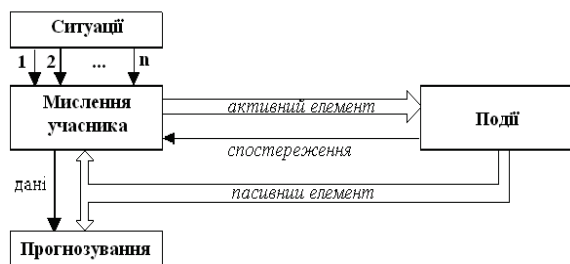 Ситуації
1 2 ... n
Мислення
учасника
активний елемент
Події
спостереження
дані
пасивний елемент
Прогнозування